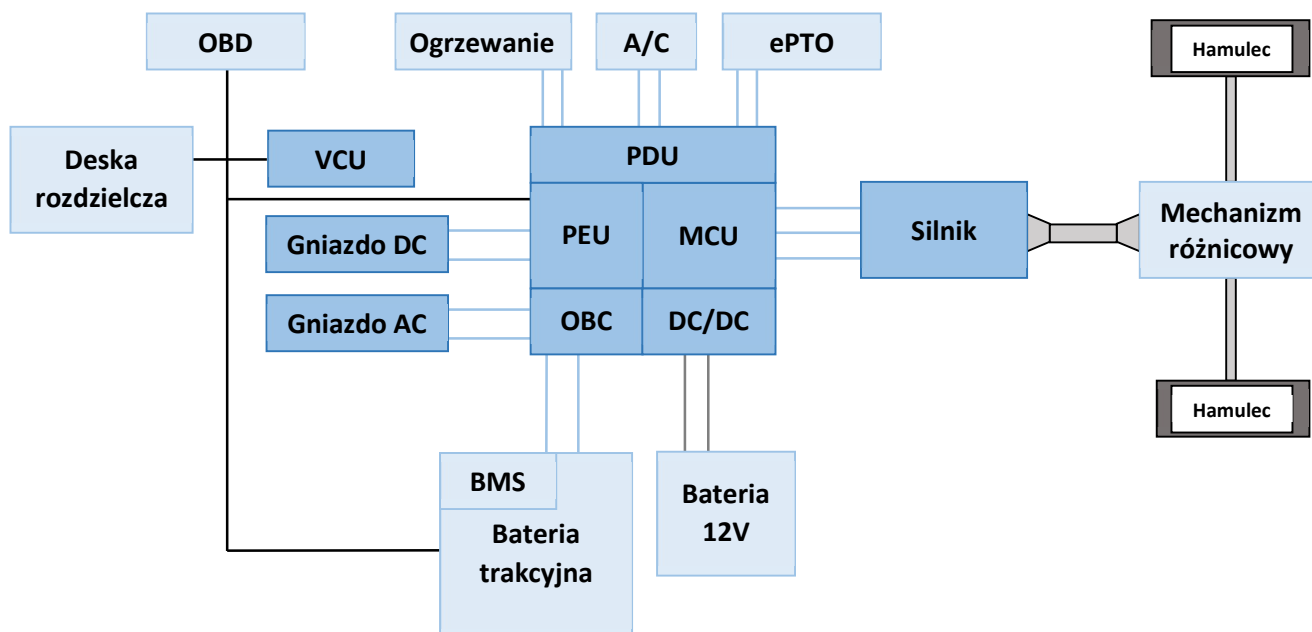 OBD
Ogrzewanie
A/C
ePTO
Hamulec
Deska
rozdzielcza
VCU
PDU
PEU
MCU
Silnik
Mechanizm
różnicowy
Gniazdo DC
Gniazdo AC
OBC
DC/DC
Hamulec
BMS
Bateria
trakcyjna
Bateria
12V